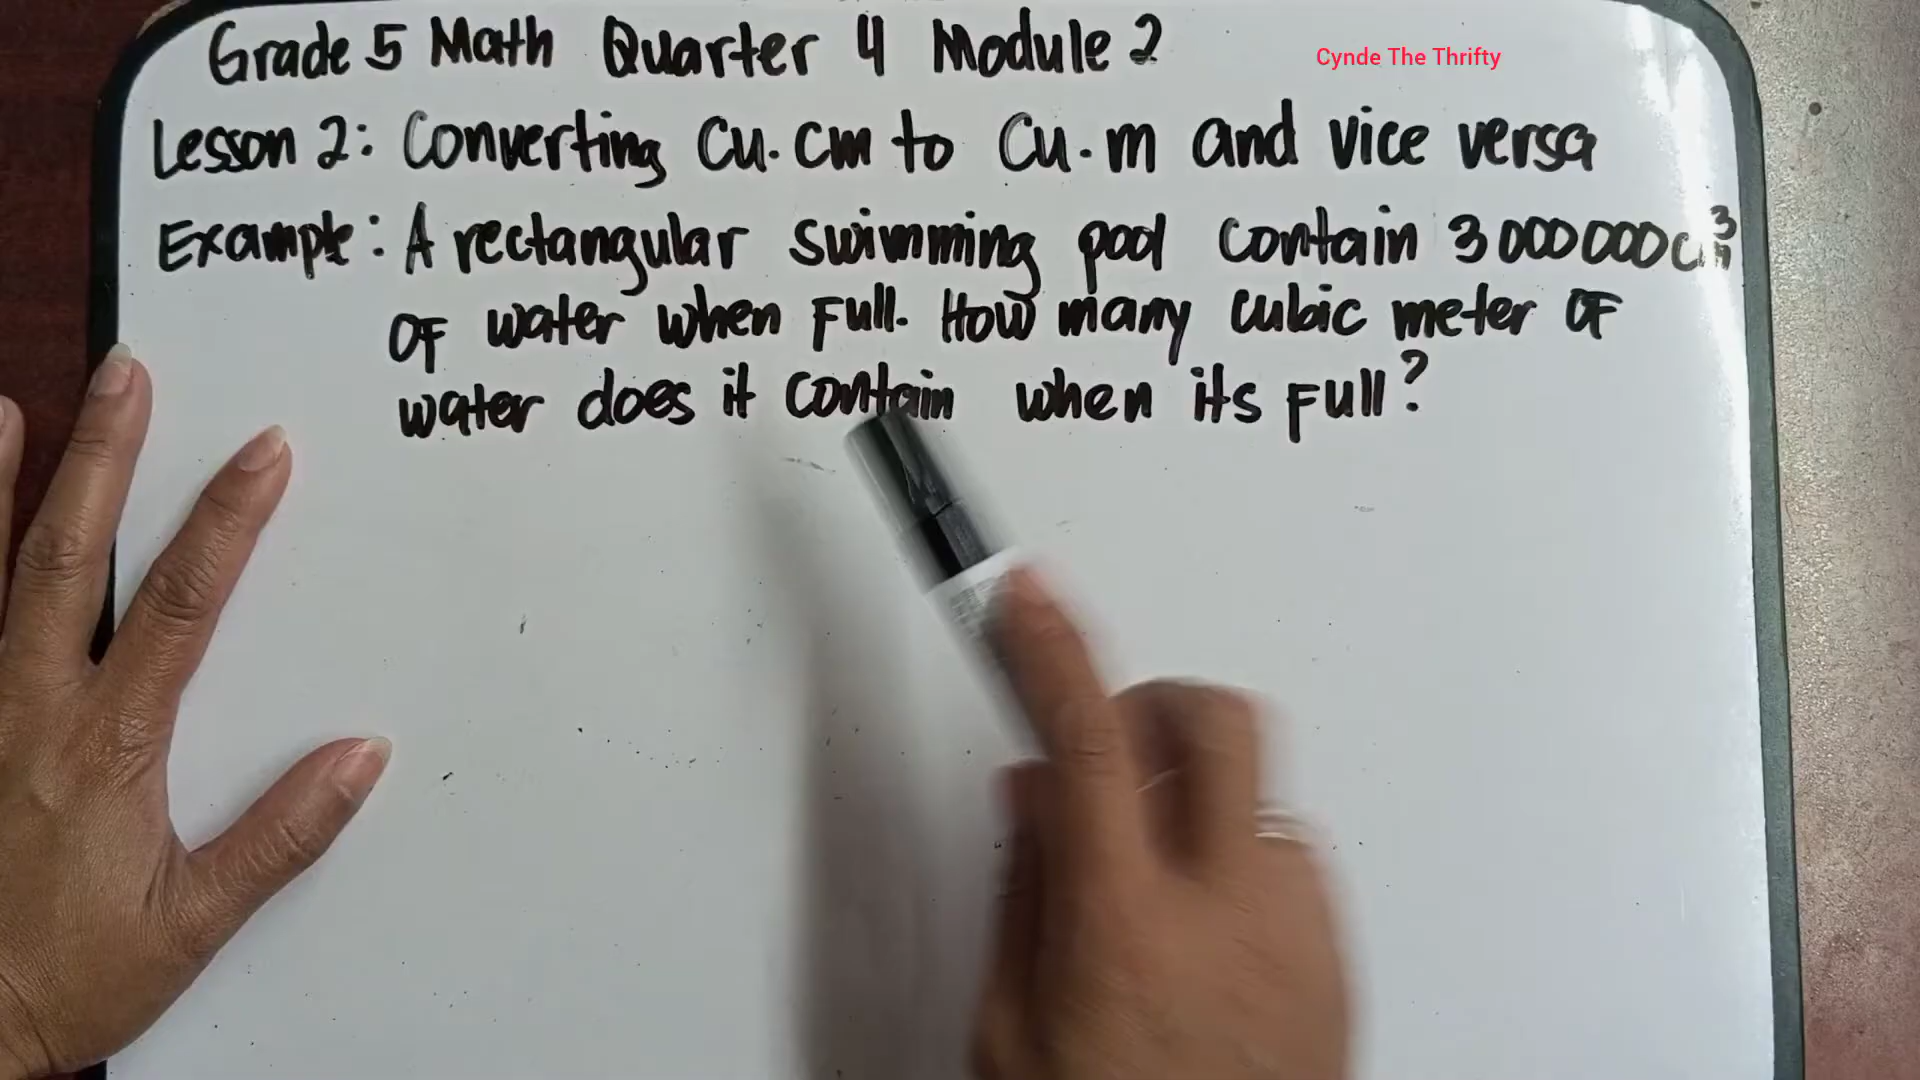 Grade 5 Math Quarter 4 Module 2
Cynde The Thrifty
Lesson 2: Converting Cu. cm to Cu. m and vice versa
Example: A rectangular swimming pool contain 3 000 000 cm³
of water when full. How many cubic meter of
water does it contain when its full?